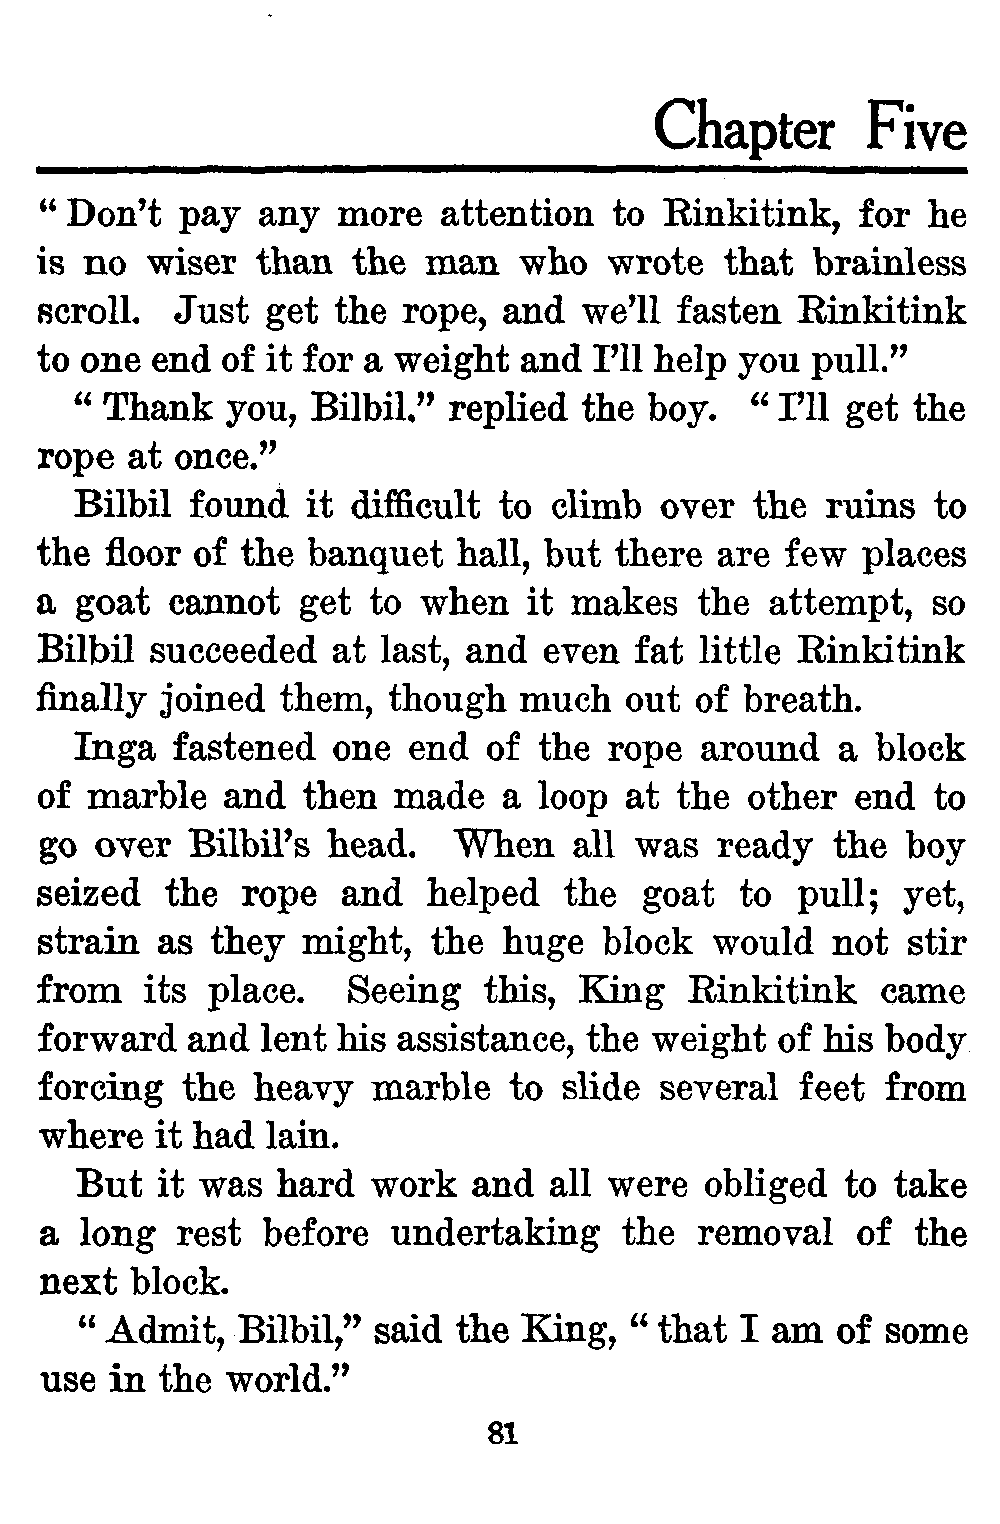 Chapter Five
“Don’t pay any more attention to Rinkitink, for he
is no wiser than the man who wrote that brainless
scroll. Just get the rope, and we’ll fasten Rinkitink
to one end of it for a weight and I’ll help you pull.”
“Thank you, Bilbil.” replied the boy. “I’ll get the
rope at once.”
Bilbil found it difficult to climb over the ruins to
the floor of the banquet hall, but there are few places
a goat cannot get to when it makes the attempt, so
Bilbil succeeded at last, and even fat little Rinkitink
finally joined them, though much out of breath.
Inga fastened one end of the rope around a block
of marble and then made a loop at the other end to
go over Bilbil’s head. When all was ready the boy
seized the rope and helped the goat to pull; yet,
strain as they might, the huge block would not stir
from its place. Seeing this, King Rinkitink came
forward and lent his assistance, the weight of his body
forcing the heavy marble to slide several feet from
where it had lain.
But it was hard work and all were obliged to take
a long rest before undertaking the removal of the
next block.
“Admit, Bilbil,” said the King, “that I am of some
use in the world.”
81